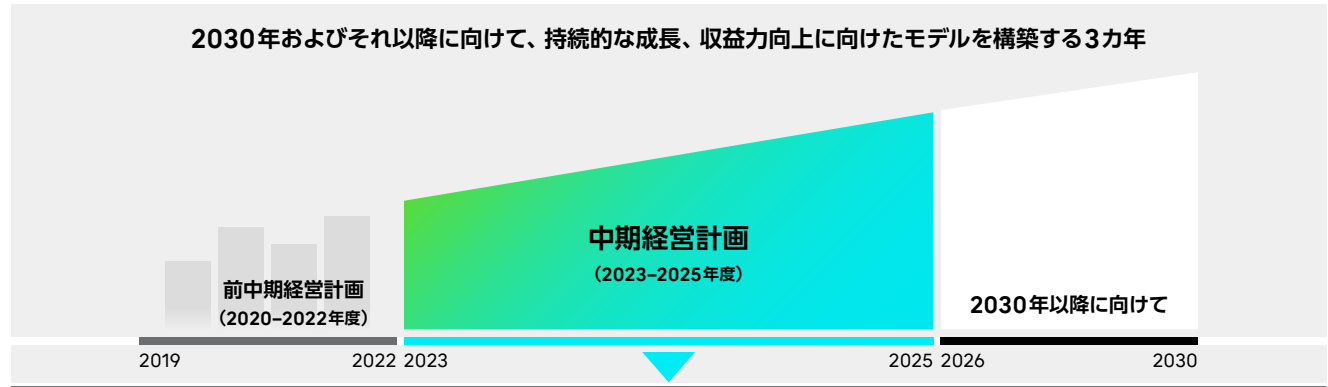 2030年およびそれ以降に向けて、持続的な成長、収益力向上に向けたモデルを構築する3カ年
中期経営計画
（2023–2025年度）
前中期経営計画
（2020–2022年度）
2030年以降に向けて
2019 2022 2023 2025 2026 2030